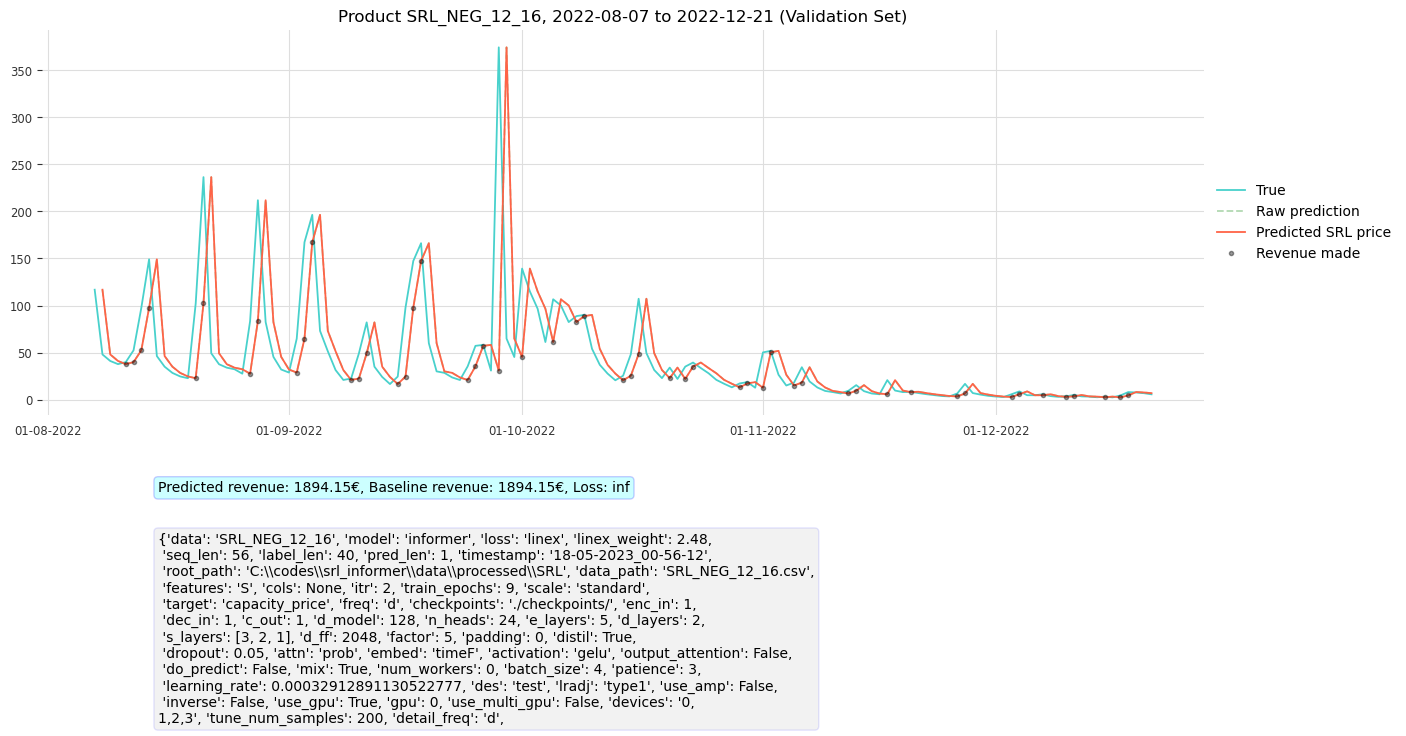 Product SRL_NEG_12_16, 2022-08-07 to 2022-12-21 (Validation Set)
350
300
250
200
150
100
50
0
01-08-2022
01-09-2022
01-10-2022
01-11-2022
01-12-2022
True
Raw prediction
Predicted SRL price
Revenue made
Predicted revenue: 1894.15€, Baseline revenue: 1894.15€, Loss: inf
{'data': 'SRL_NEG_12_16', 'model': 'informer', 'loss': 'linex', 'linex_weight': 2.48,
'seq_len': 56, 'label_len': 40, 'pred_len': 1, 'timestamp': '18-05-2023_00-56-12',
'root_path': 'C:\\codes\\srl_informer\\data\\processed\\SRL', 'data_path': 'SRL_NEG_12_16.csv',
'features': 'S', 'cols': None, 'itr': 2, 'train_epochs': 9, 'scale': 'standard',
'target': 'capacity_price', 'freq': 'd', 'checkpoints': './checkpoints/', 'enc_in': 1,
'dec_in': 1, 'c_out': 1, 'd_model': 128, 'n_heads': 24, 'e_layers': 5, 'd_layers': 2,
's_layers': [3, 2, 1], 'd_ff': 2048, 'factor': 5, 'padding': 0, 'distil': True,
'dropout': 0.05, 'attn': 'prob', 'embed': 'timeF', 'activation': 'gelu', 'output_attention': False,
'do_predict': False, 'mix': True, 'num_workers': 0, 'batch_size': 4, 'patience': 3,
'learning_rate': 0.00032912891130522777, 'des': 'test', 'lradj': 'type1', 'use_amp': False,
'inverse': False, 'use_gpu': True, 'gpu': 0, 'use_multi_gpu': False, 'devices': '0,
1,2,3', 'tune_num_samples': 200, 'detail_freq': 'd',